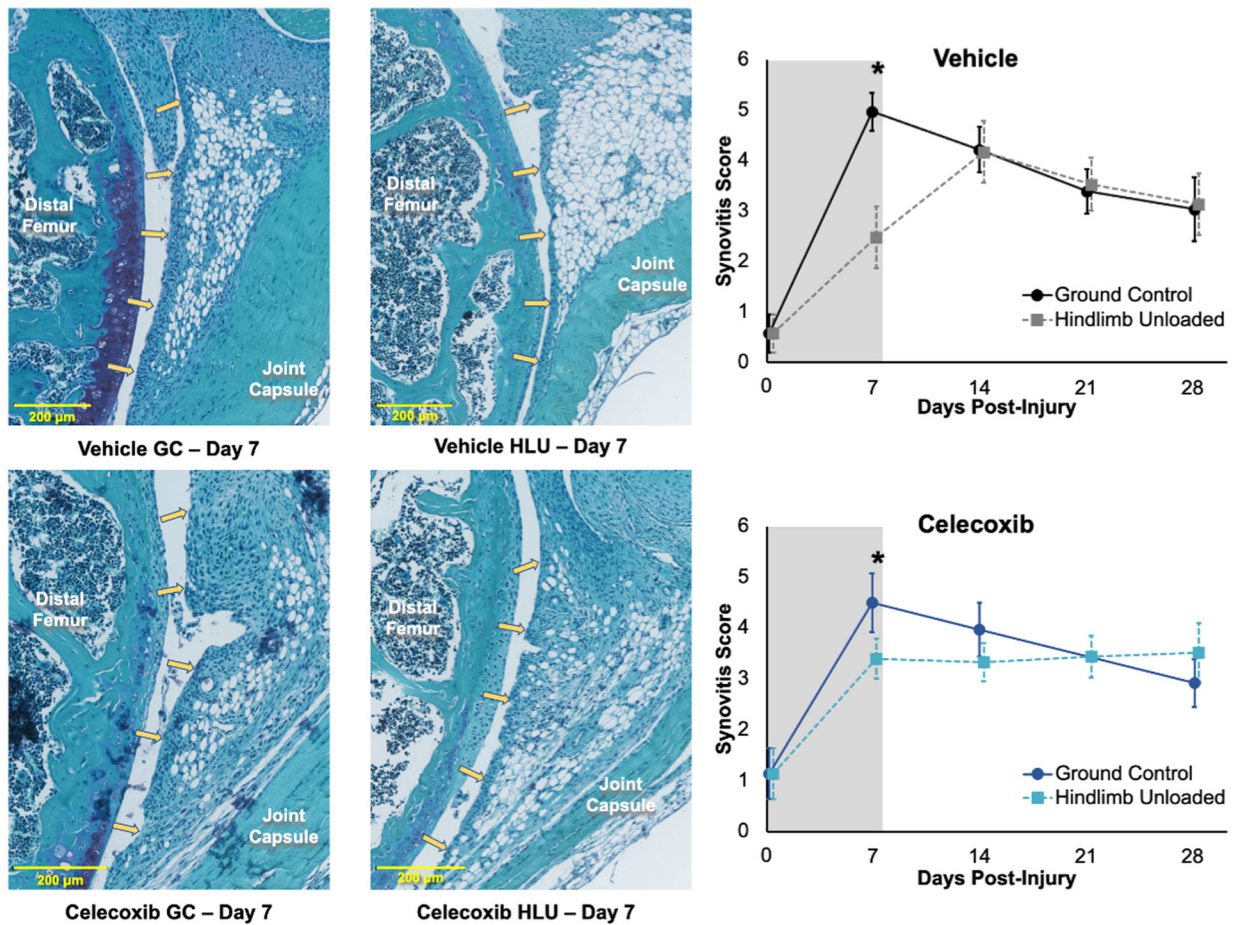 Distal
Femur
Joint
Capsule
200 µm
Vehicle GC – Day 7
Distal
Femur
Joint
Capsule
200 µm
Vehicle HLU – Day 7
Vehicle
Synovitis Score
6
5
4
3
2
1
0
*
Ground Control
Hindlimb Unloaded
0 7 14 21 28
Days Post-Injury
Distal
Femur
Joint
Capsule
200 µm
Celecoxib GC – Day 7
Distal
Femur
Joint
Capsule
200 µm
Celecoxib HLU – Day 7
Celecoxib
Synovitis Score
6
5
4
3
2
1
0
*
Ground Control
Hindlimb Unloaded
0 7 14 21 28
Days Post-Injury